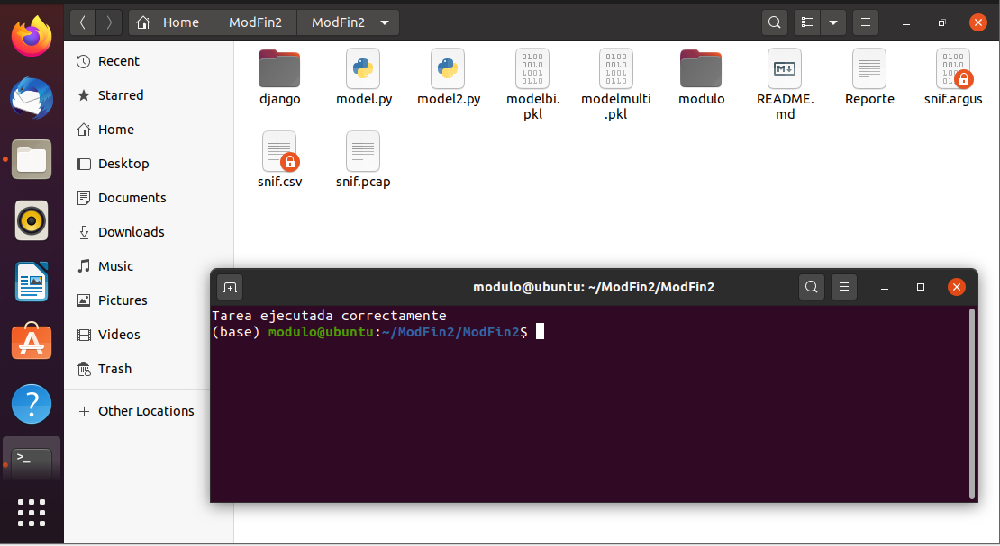 Home
ModFin2
ModFin2
Recent
Starred
Home
Desktop
Documents
Downloads
Music
Pictures
Videos
Trash
Other Locations
django
model.py
model2.py
modelbi.
pkl
modelmulti
.pkl
modulo
README.
md
Reporte
snif.argus
snif.csv
snif.pcap
modulo@ubuntu: ~/ModFin2/ModFin2
Tarea ejecutada correctamente
(base) modulo@ubuntu:~/ModFin2/ModFin2$